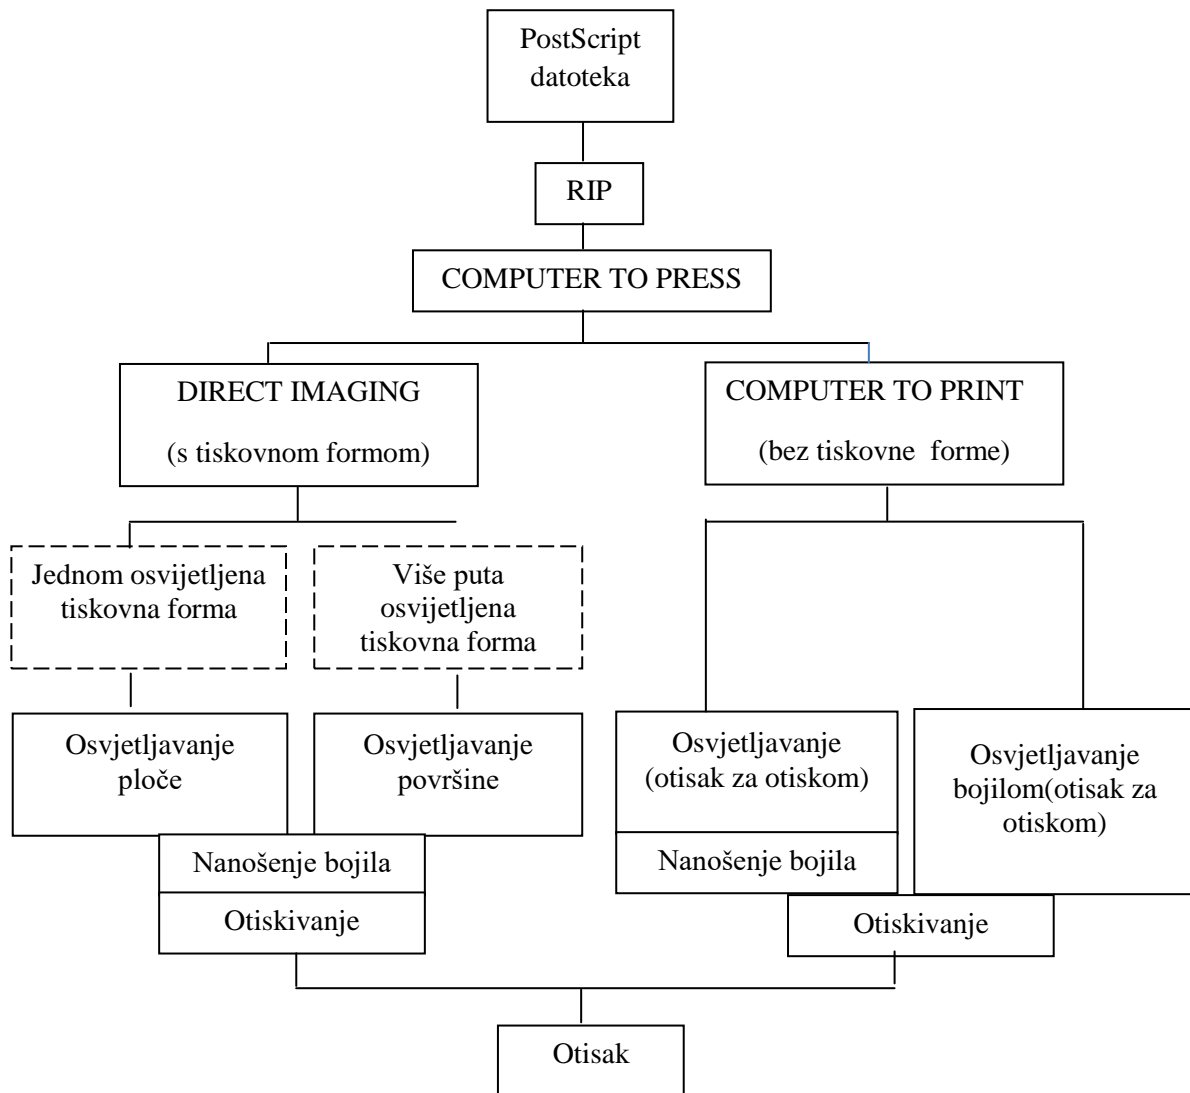 PostScript
datoteka
RIP
COMPUTER TO PRESS
DIRECT IMAGING
(s tiskovnom formom)
COMPUTER TO PRINT
(bez tiskovne  forme)
Jednom osvijetljena
tiskovna forma
Više puta
osvijetljena
tiskovna forma
Osvjetljavanje
ploče
Osvjetljavanje
površine
Nanošenje bojila
Otiskivanje
Osvjetljavanje
(otisak za otiskom)
Nanošenje bojila
Osvjetljavanje
bojilom(otisak za
otiskom)
Otiskivanje
Otisak